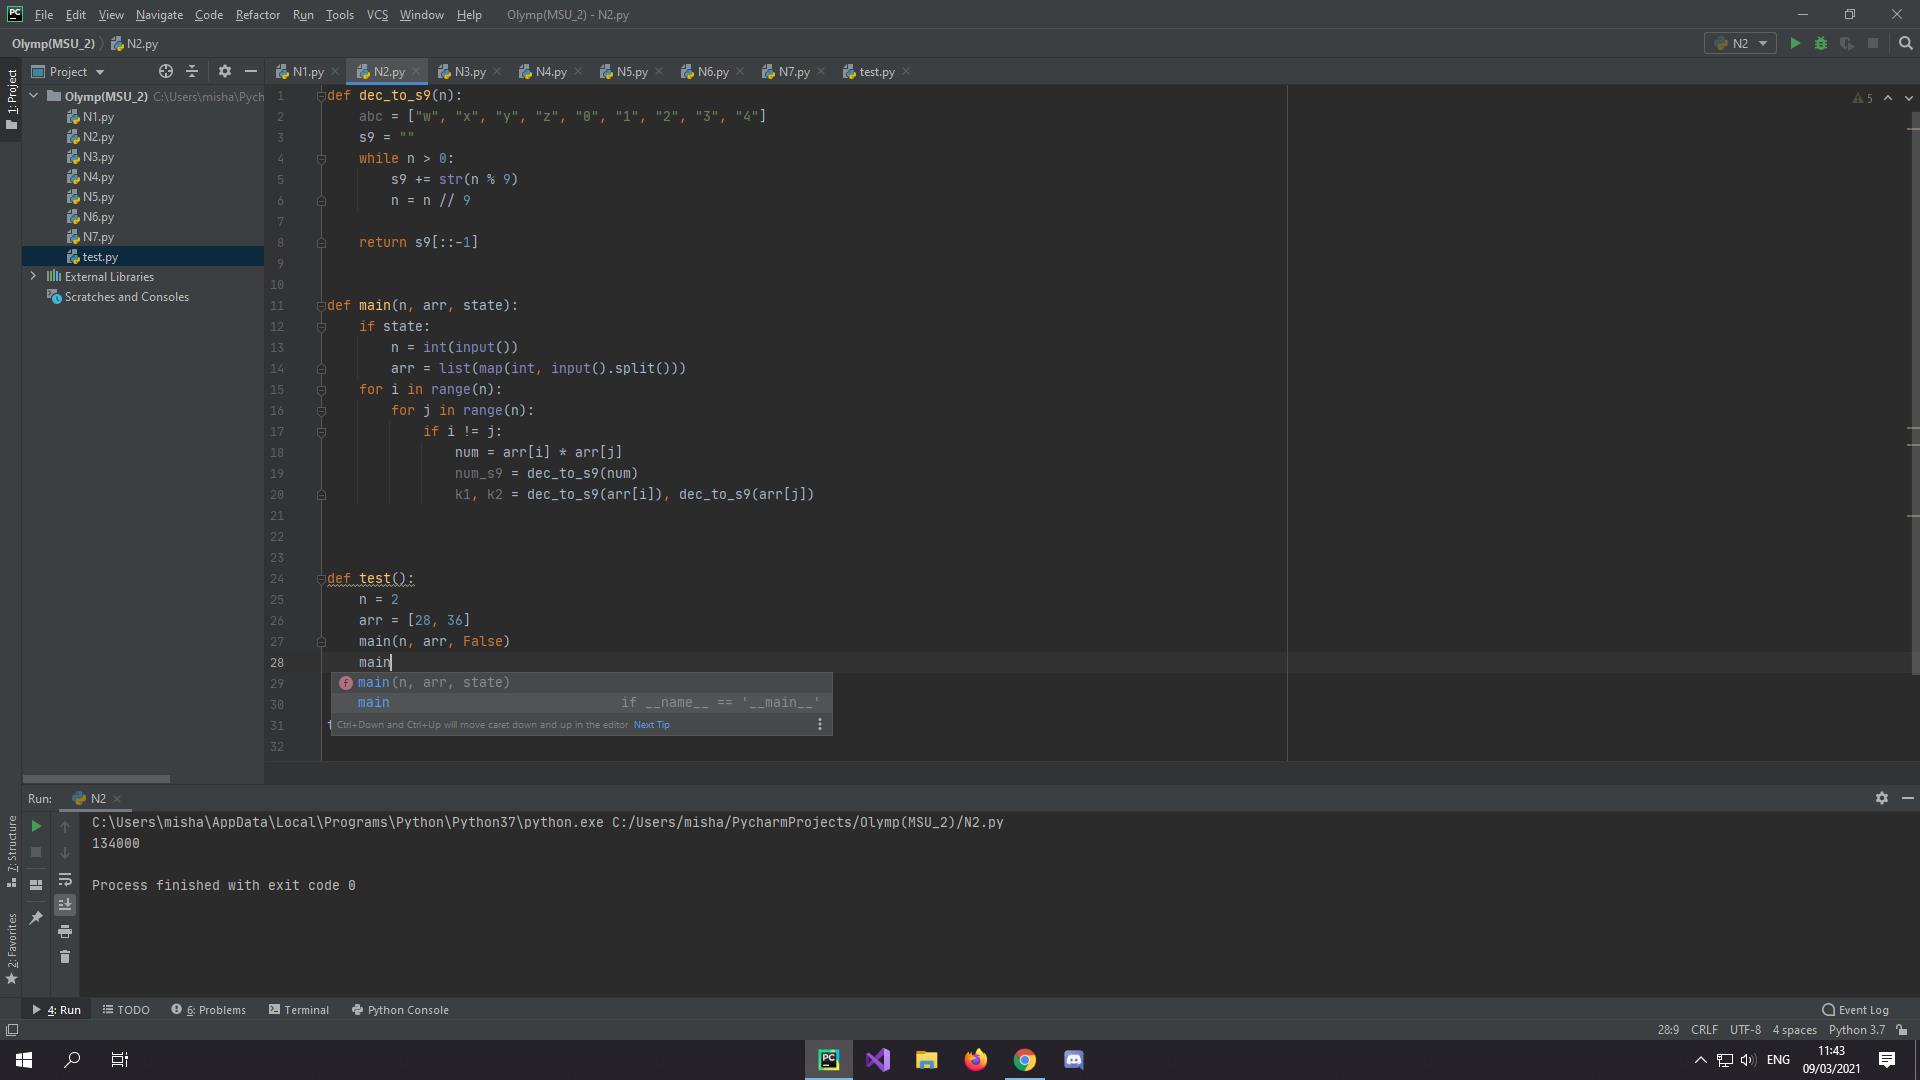 PC File Edit View Navigate Code Refactor Run Tools VCS Window Help Olymp(MSU_2) - N2.py
Olymp(MSU_2) N2.py N2
1: Project
Project N1.py N2.py N3.py N4.py N5.py N6.py N7.py test.py
Olymp(MSU_2) C:\Users\misha\Pych
N1.py
N2.py
N3.py
N4.py
N5.py
N6.py
N7.py
test.py
External Libraries
Scratches and Consoles
5
1 def dec_to_s9(n):
2 abc = ["w", "x", "y", "z", "0", "1", "2", "3", "4"]
3 s9 = ""
4 while n > 0:
5 s9 += str(n % 9)
6 n = n // 9
7
8 return s9[::-1]
9
10
11 def main(n, arr, state):
12 if state:
13 n = int(input())
14 arr = list(map(int, input().split()))
15 for i in range(n):
16 for j in range(n):
17 if i != j:
18 num = arr[i] * arr[j]
19 num_s9 = dec_to_s9(num)
20 k1, k2 = dec_to_s9(arr[i]), dec_to_s9(arr[j])
21
22
23
24 def test():
25 n = 2
26 arr = [28, 36]
27 main(n, arr, False)
28 main
29 f main(n, arr, state)
30 main if __name__ == '__main__'
31 Ctrl+Down and Ctrl+Up will move caret down and up in the editor Next Tip
32
Run: N2
C:\Users\misha\AppData\Local\Programs\Python\Python37\python.exe C:/Users/misha/PycharmProjects/Olymp(MSU_2)/N2.py
134000
Process finished with exit code 0
7: Structure
2: Favorites
4: Run TODO 6: Problems Terminal Python Console Event Log
28:9 CRLF UTF-8 4 spaces Python 3.7
PC ENG 11:43
09/03/2021